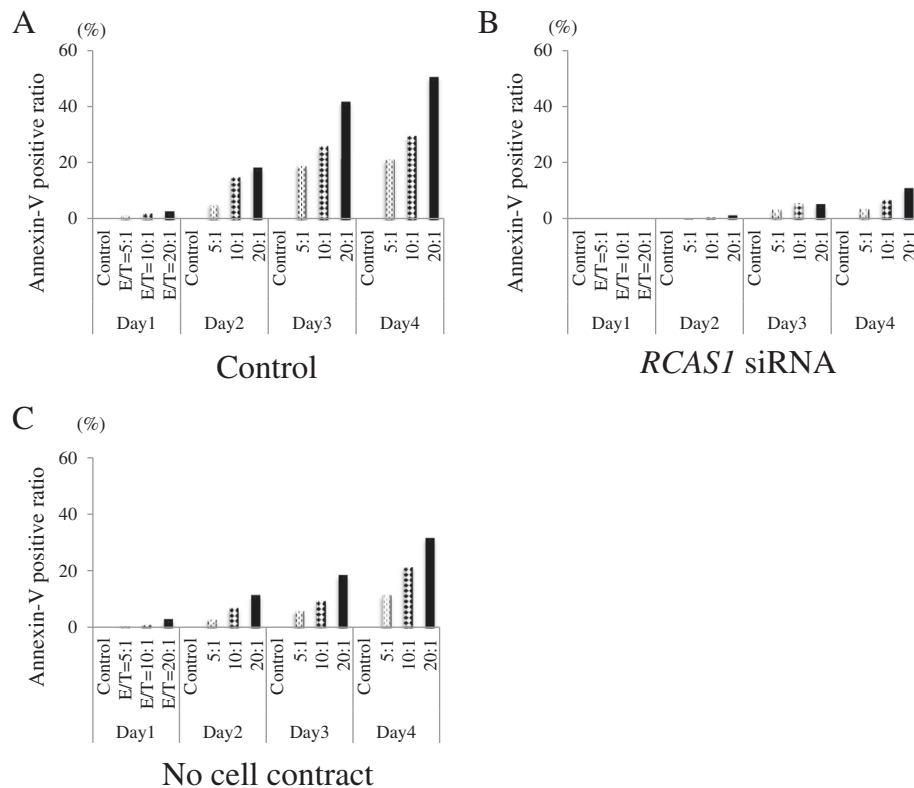 A
(%)
Annexin-V positive ratio
60
40
20
0
Control
E/T=5:1
E/T=10:1
E/T=20:1
Control
5:1
10:1
20:1
Control
5:1
10:1
20:1
Control
5:1
10:1
20:1
Day1 Day2 Day3 Day4
Control
B
(%)
Annexin-V positive ratio
60
40
20
0
Control
E/T=5:1
E/T=10:1
E/T=20:1
Control
5:1
10:1
20:1
Control
5:1
10:1
20:1
Control
5:1
10:1
20:1
Day1 Day2 Day3 Day4
RCAS1 siRNA
C
(%)
Annexin-V positive ratio
60
40
20
0
Control
E/T=5:1
E/T=10:1
E/T=20:1
Control
5:1
10:1
20:1
Control
5:1
10:1
20:1
Control
5:1
10:1
20:1
Day1 Day2 Day3 Day4
No cell contract